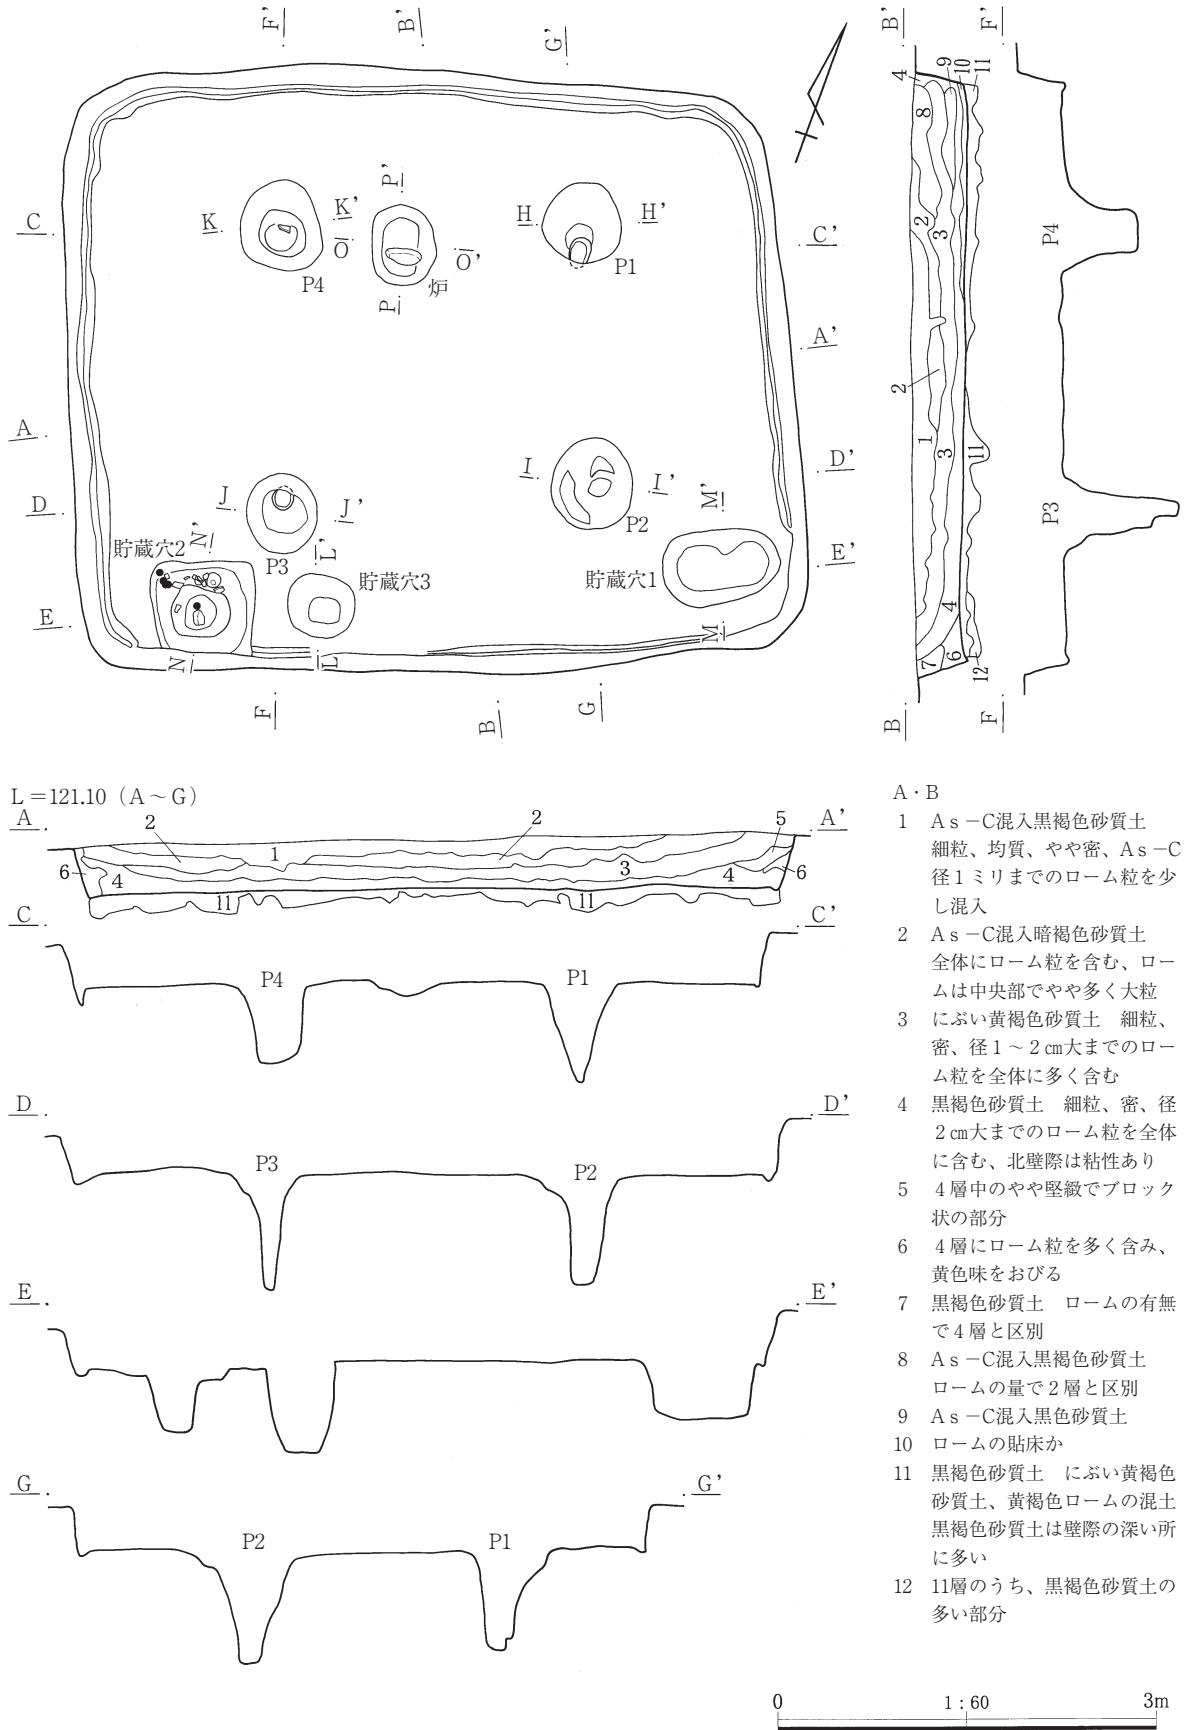 F'
B'
G'
B'
F'
9
10
11
4
8
P'
K
K'
H
H'
C
C'
O
O'
2
3
P4
P1
P4
P
炉
A'
2
A
1
3
11
I
D'
J
I'
M'
D
J'
P2
P3
N'
L'
貯蔵穴2
P3
貯蔵穴3
貯蔵穴1
E'
E
4
M
N
L
7
6
12
F
B
G
B
F
L=121.10 (A~G)
A
2
2
5
A'
1
6
4
3
4
6
11
11
C
C'
P4
P1
D
D'
P3
P2
E
E'
G
G'
P2
P1
A・B
1 As-C混入黒褐色砂質土
細粒、均質、やや密、As-C
径1ミリまでのローム粒を少
し混入
2 As-C混入暗褐色砂質土
全体にローム粒を含む、ロー
ムは中央部でやや多く大粒
3 にぶい黄褐色砂質土 細粒、
密、径1~2㎝大までのロー
ム粒を全体に多く含む
4 黒褐色砂質土 細粒、密、径
2㎝大までのローム粒を全体
に含む、北壁際は粘性あり
5 4層中のやや堅緻でブロック
状の部分
6 4層にローム粒を多く含み、
黄色味をおびる
7 黒褐色砂質土 ロームの有無
で4層と区別
8 As-C混入黒褐色砂質土
ロームの量で2層と区別
9 As-C混入黒色砂質土
10 ロームの貼床か
11 黒褐色砂質土 にぶい黄褐色
砂質土、黄褐色ロームの混土
黒褐色砂質土は壁際の深い所
に多い
12 11層のうち、黒褐色砂質土の
多い部分
0 1:60 3m